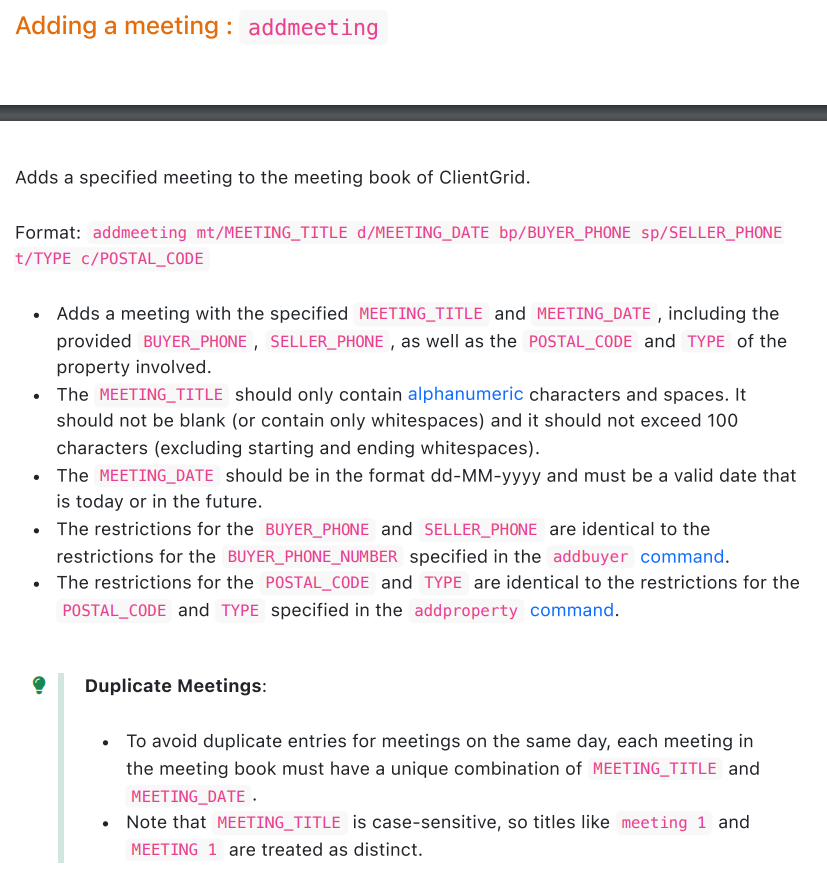 Adding a meeting : addmeeting
Adds a specified meeting to the meeting book of ClientGrid.
Format: addmeeting mt/MEETING_TITLE d/MEETING_DATE bp/BUYER_PHONE sp/SELLER_PHONE
t/TYPE c/POSTAL_CODE
• Adds a meeting with the specified MEETING_TITLE and MEETING_DATE , including the
provided BUYER_PHONE , SELLER_PHONE , as well as the POSTAL_CODE and TYPE of the
property involved.
• The MEETING_TITLE should only contain alphanumeric characters and spaces. It
should not be blank (or contain only whitespaces) and it should not exceed 100
characters (excluding starting and ending whitespaces).
• The MEETING_DATE should be in the format dd-MM-yyyy and must be a valid date that
is today or in the future.
• The restrictions for the BUYER_PHONE and SELLER_PHONE are identical to the
restrictions for the BUYER_PHONE_NUMBER specified in the addbuyer command.
• The restrictions for the POSTAL_CODE and TYPE are identical to the restrictions for the
POSTAL_CODE and TYPE specified in the addproperty command.
Duplicate Meetings:
• To avoid duplicate entries for meetings on the same day, each meeting in
the meeting book must have a unique combination of MEETING_TITLE and
MEETING_DATE .
• Note that MEETING_TITLE is case-sensitive, so titles like meeting 1 and
MEETING 1 are treated as distinct.